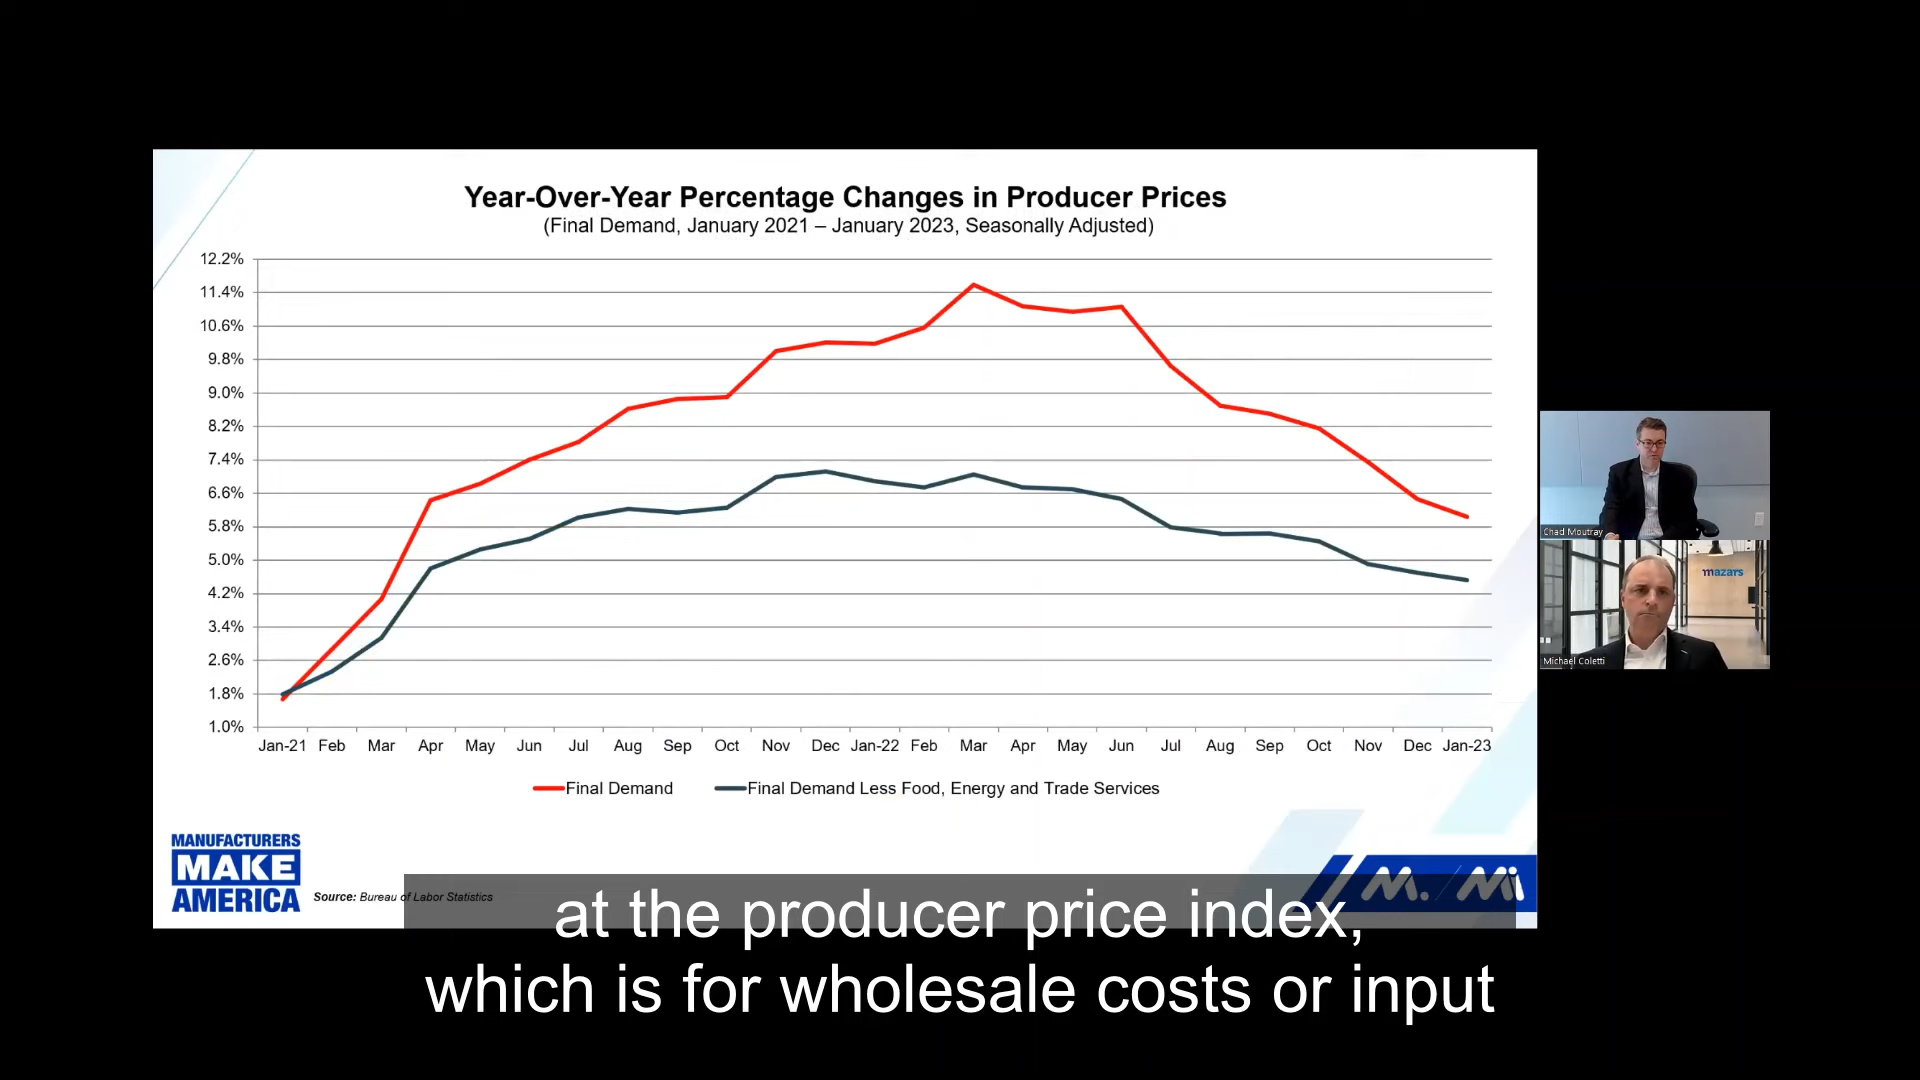 Year-Over-Year Percentage Changes in Producer Prices
(Final Demand, January 2021 – January 2023, Seasonally Adjusted)
12.2%
11.4%
10.6%
9.8%
9.0%
8.2%
7.4%
6.6%
5.8%
5.0%
4.2%
3.4%
2.6%
1.8%
1.0%
Jan-21 Feb Mar Apr May Jun Jul Aug Sep Oct Nov Dec Jan-22 Feb Mar Apr May Jun Jul Aug Sep Oct Nov Dec Jan-23
Final Demand Final Demand Less Food, Energy and Trade Services
MANUFACTURERS
MAKE
AMERICA
Source: Bureau of Labor Statistics
M. / Mi
Chad Moutray
mazars
Michael Coletti
at the producer price index,
which is for wholesale costs or input